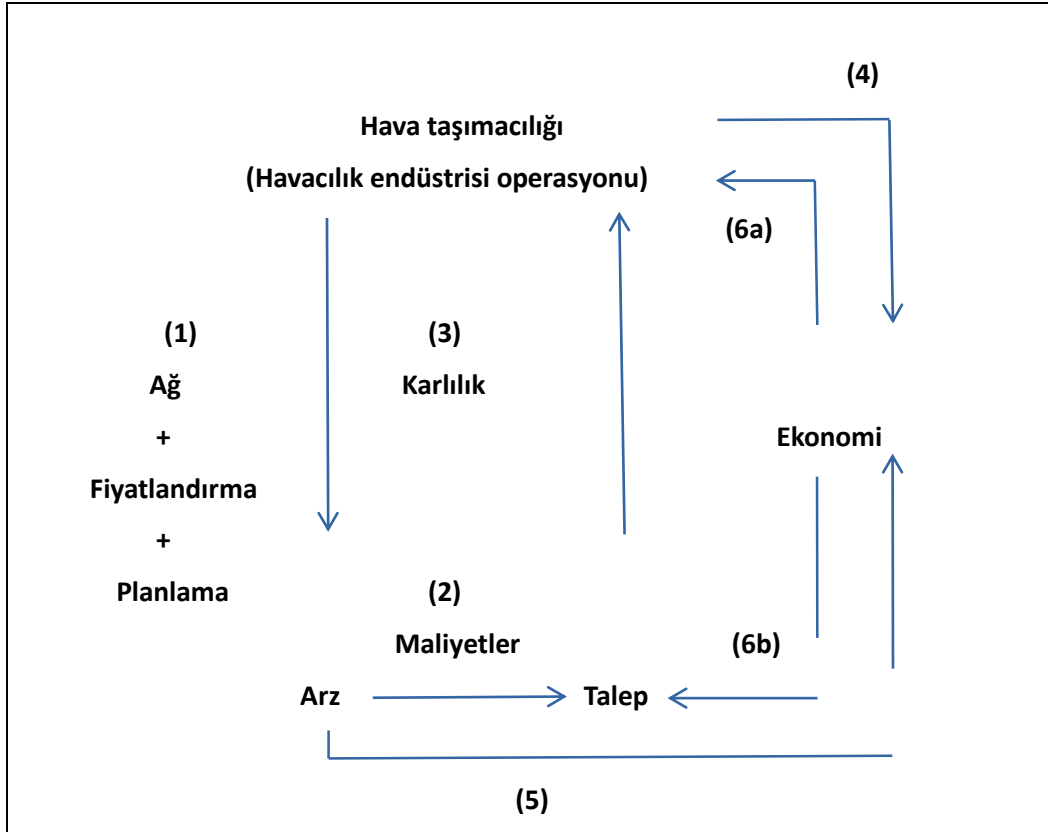 (4)
Hava taşımacılığı
(Havacılık endüstrisi operasyonu)
(6a)
(1)
(3)
Ağ
Karlılık
+
Ekonomi
Fiyatlandırma
+
Planlama
(2)
Maliyetler
(6b)
Arz
Talep
(5)